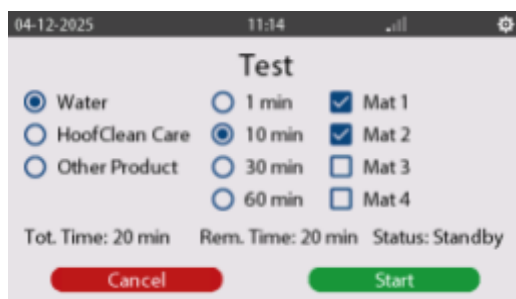 04-12-2025 11:14
Test
Water 1 min Mat 1
HoofClean Care 10 min Mat 2
Other Product 30 min Mat 3
60 min Mat 4
Tot. Time: 20 min Rem. Time: 20 min Status: Standby
Cancel Start